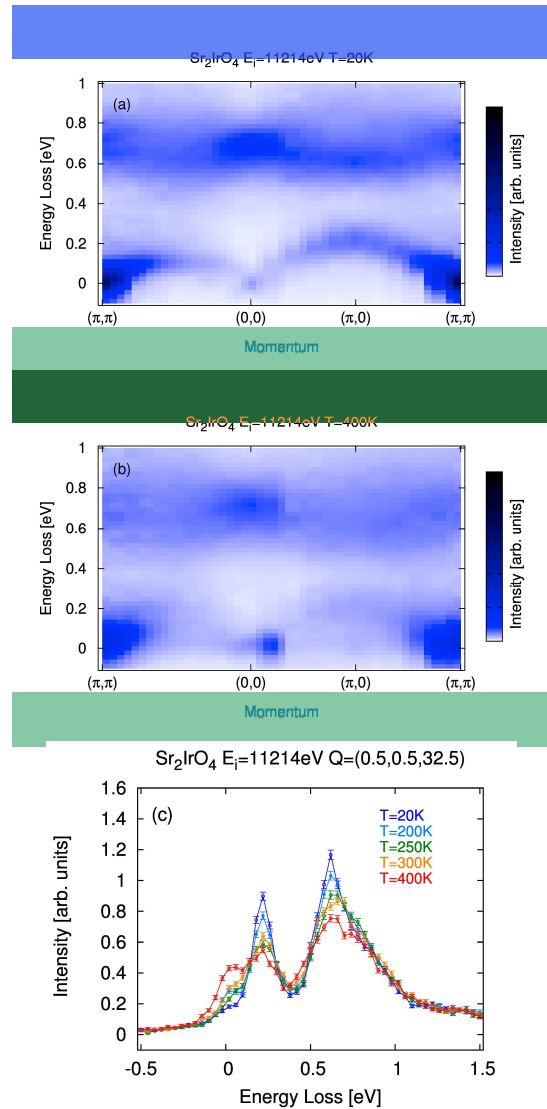 Sr₂IrO₄ Eᵢ=11214eV T=20K
(a)
Energy Loss [eV]
1
0.8
0.6
0.4
0.2
0
(π,π) (0,0) (π,0) (π,π)
Momentum
Intensity [arb. units]
Sr₂IrO₄ Eᵢ=11214eV T=400K
(b)
Energy Loss [eV]
1
0.8
0.6
0.4
0.2
0
(π,π) (0,0) (π,0) (π,π)
Momentum
Intensity [arb. units]
Sr₂IrO₄ Eᵢ=11214eV Q=(0.5,0.5,32.5)
(c)
T=20K
T=200K
T=250K
T=300K
T=400K
Intensity [arb. units]
1.6
1.4
1.2
1
0.8
0.6
0.4
0.2
0
-0.5 0 0.5 1 1.5
Energy Loss [eV]